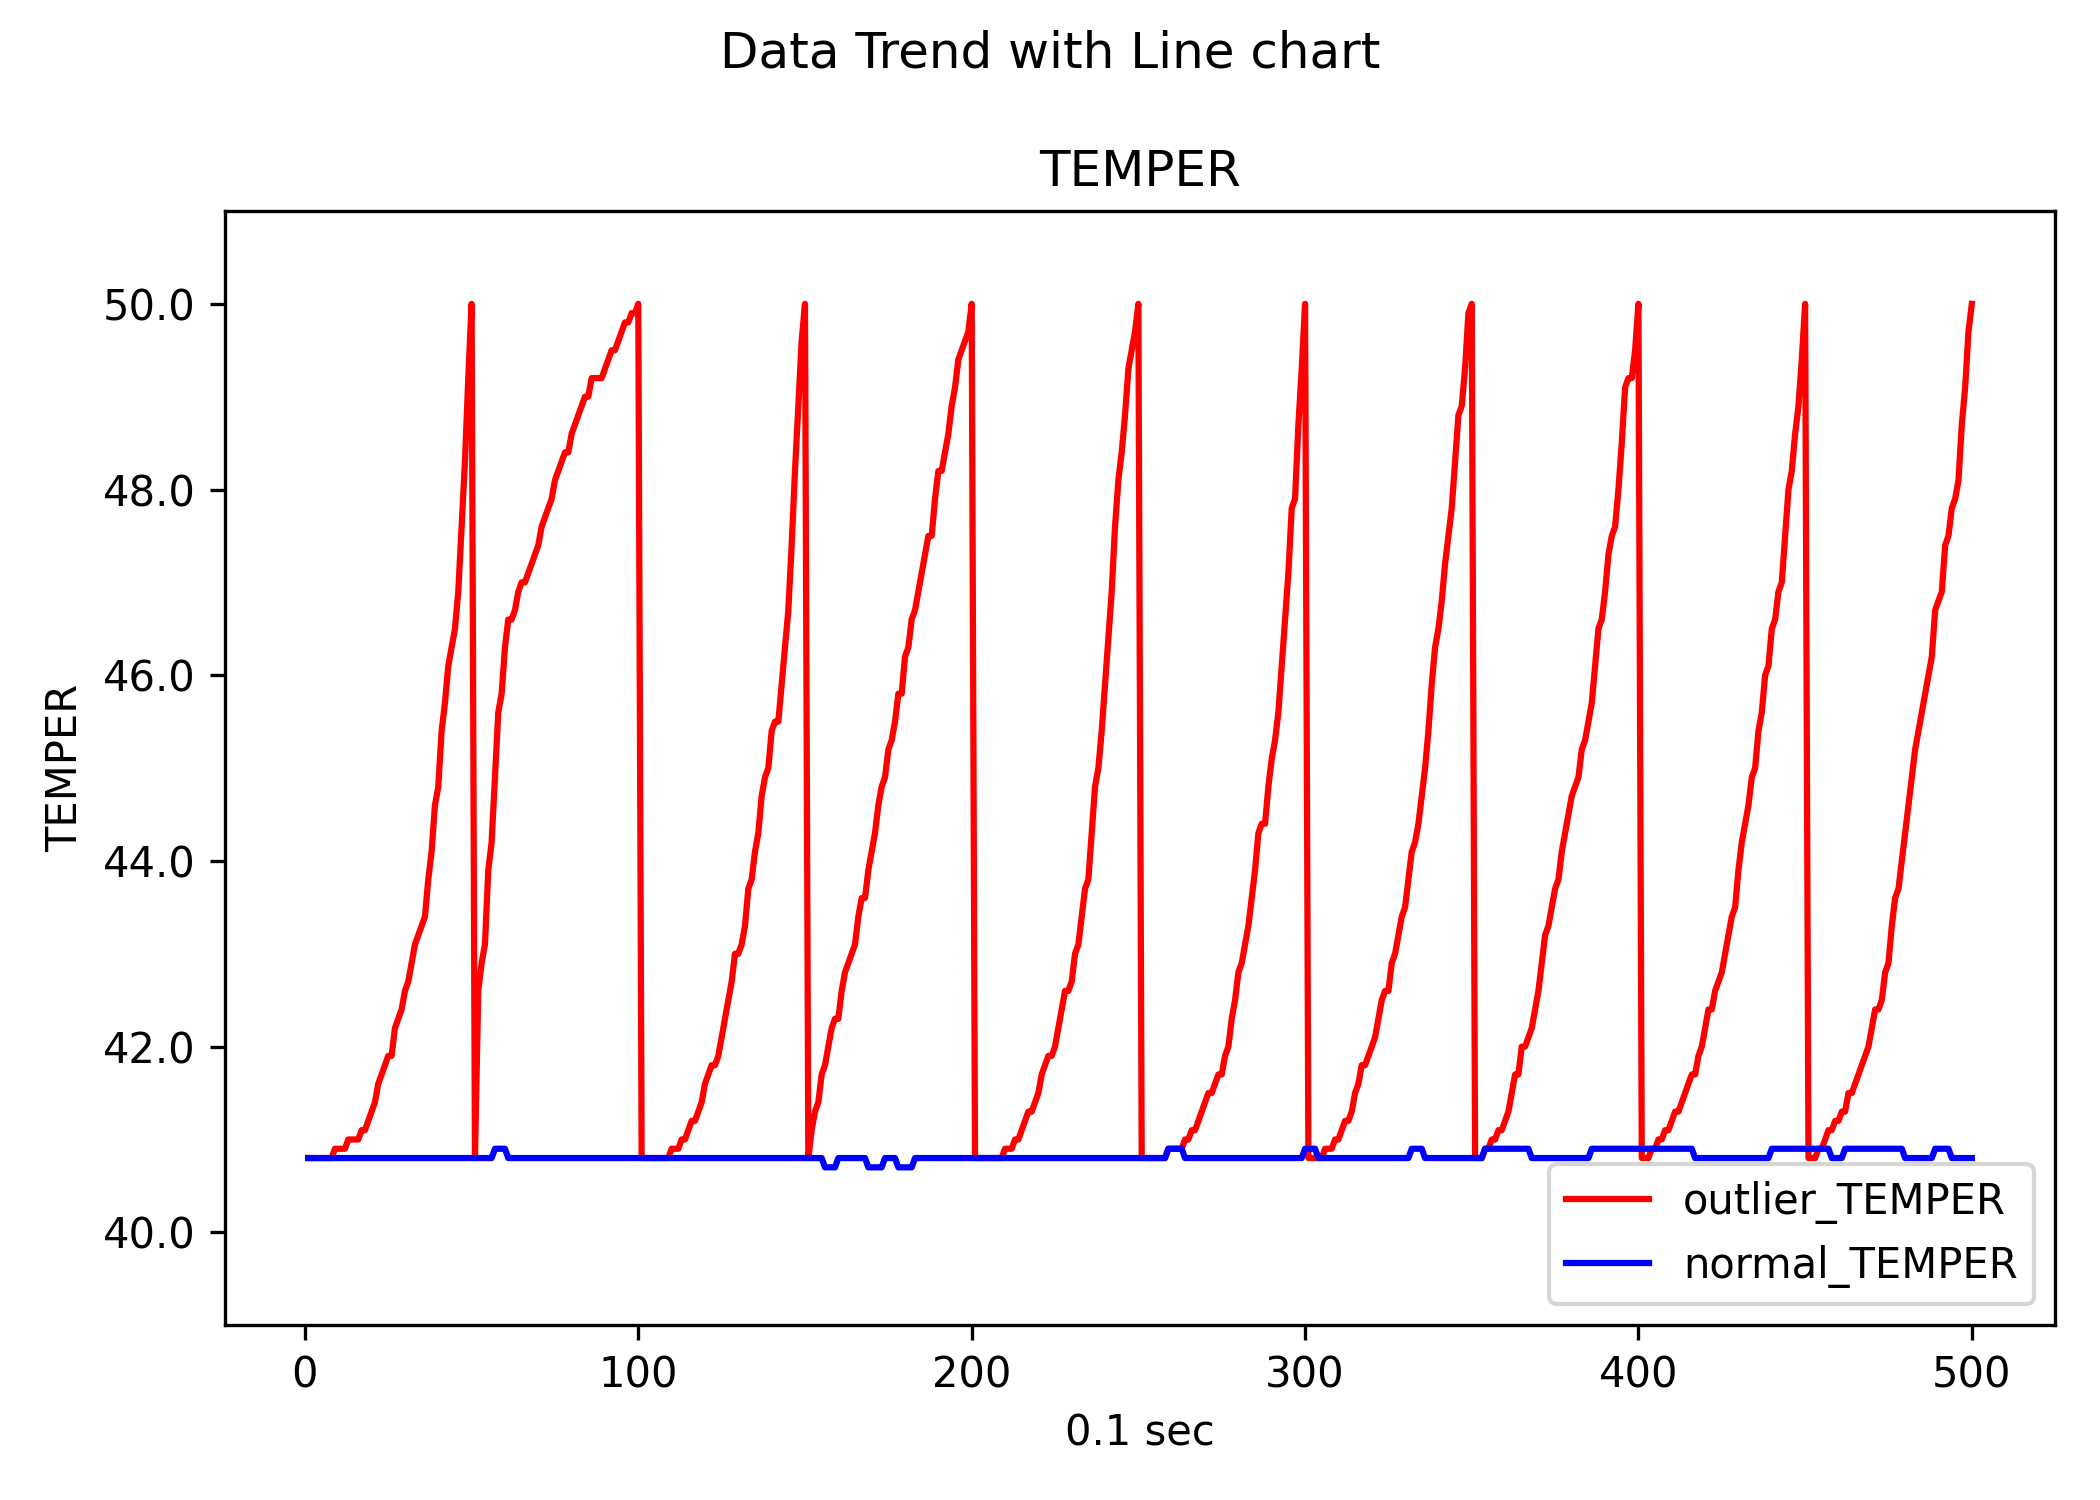 Data Trend with Line chart
TEMPER
50.0
48.0
46.0
44.0
42.0
40.0
TEMPER
outlier_TEMPER
normal_TEMPER
0 100 200 300 400 500
0.1 sec